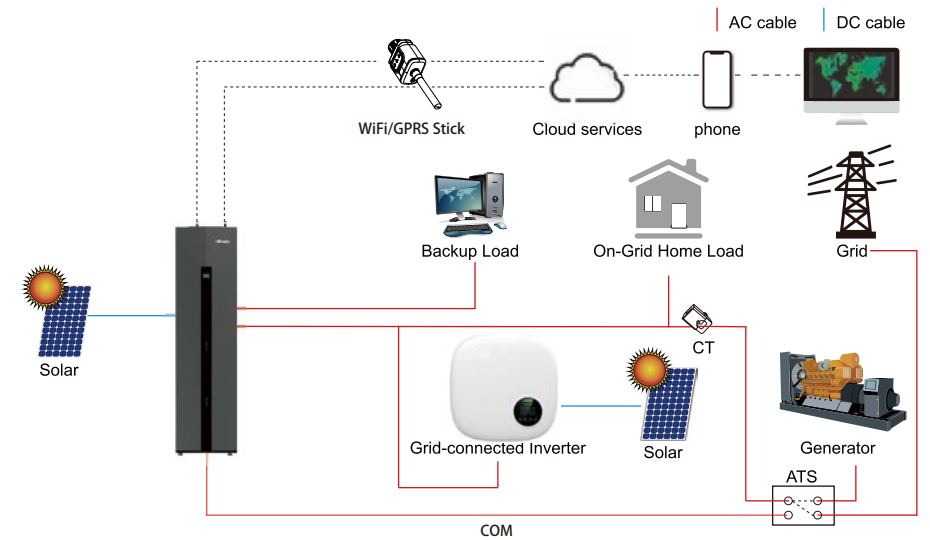 AC cable
DC cable
WiFi/GPRS Stick
Cloud services
phone
Backup Load
On-Grid Home Load
Grid
Solar
CT
Grid-connected Inverter
Solar
Generator
ATS
COM